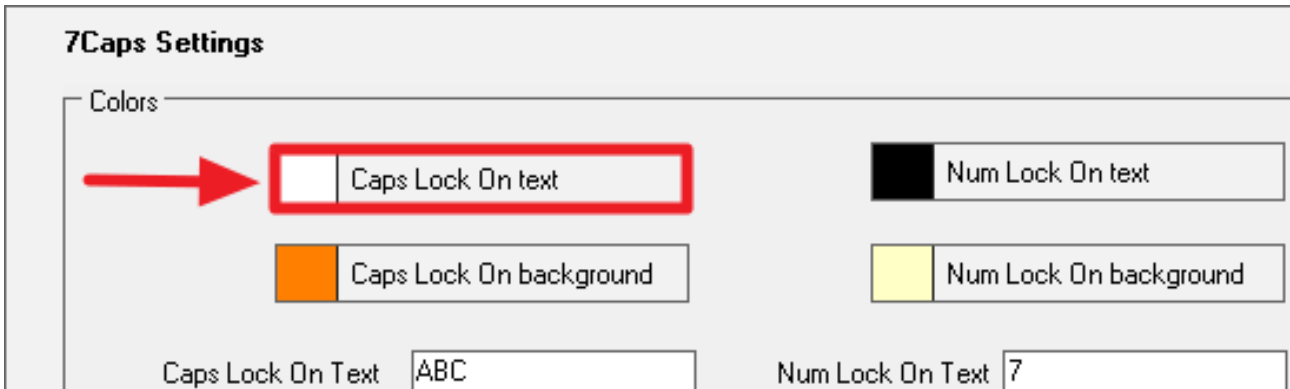 7Caps Settings
Colors
Caps Lock On text
Num Lock On text
Caps Lock On background
Num Lock On background
Caps Lock On Text ABC
Num Lock On Text 7